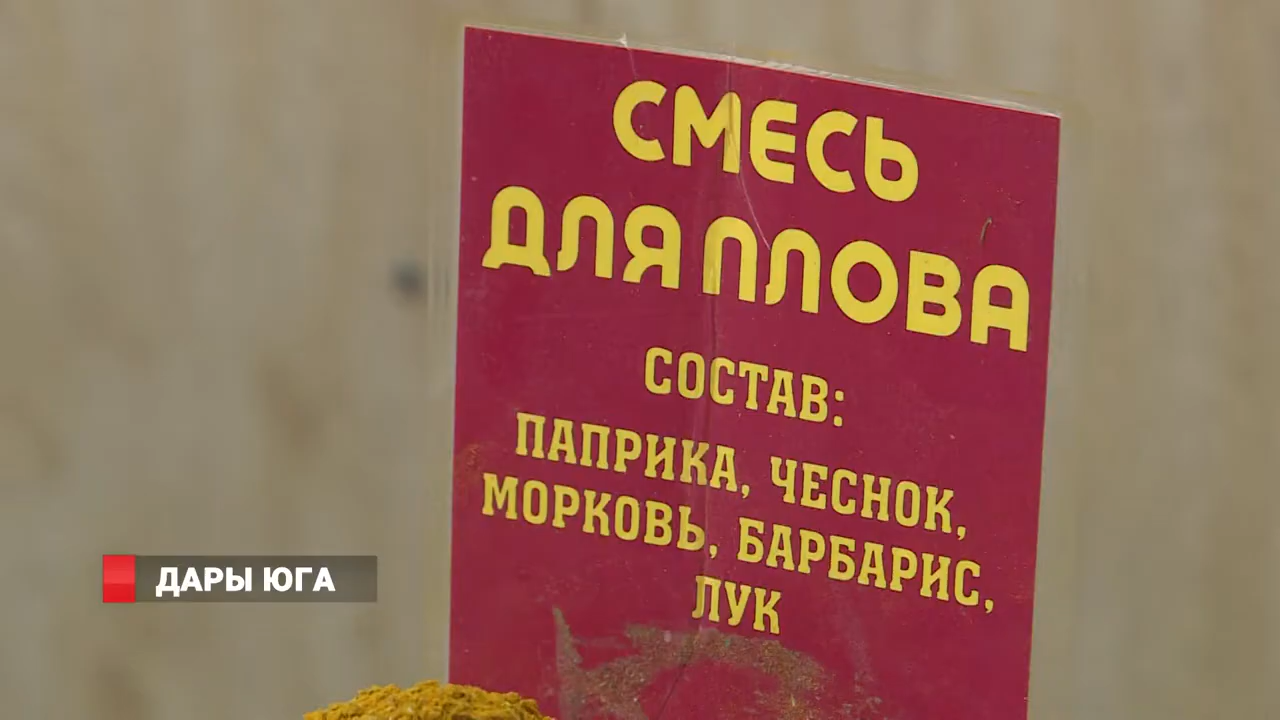 СМЕСЬ
ДЛЯ ПЛОВА
СОСТАВ:
ПАПРИКА, ЧЕСНОК,
МОРКОВЬ, БАРБАРИС,
ЛУК
ДАРЫ ЮГА